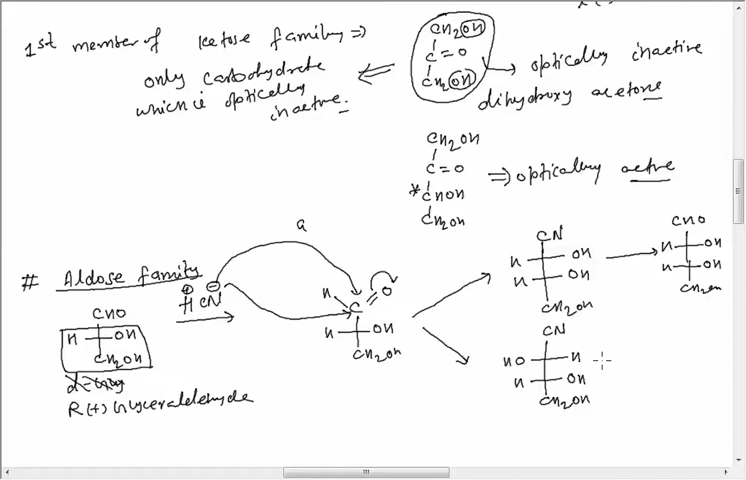 1st member of ketose family ⇒
only carbohydrate
which is optically
inactive.
CH2OH
C=O
CH2OH
→ optically inactive
dihydroxy acetone
CH2OH
C=O
*CHOH
CH2OH
⇒ optically active
# Aldose family
⊕ ⊖
HCN
a
CHO
H OH
CH2OH
R(+) Glyceraldehyde
H
C=O
H OH
CH2OH
CN
H OH
H OH
CH2OH
CHO
H OH
H OH
CH2OH
CN
HO H
H OH
CH2OH